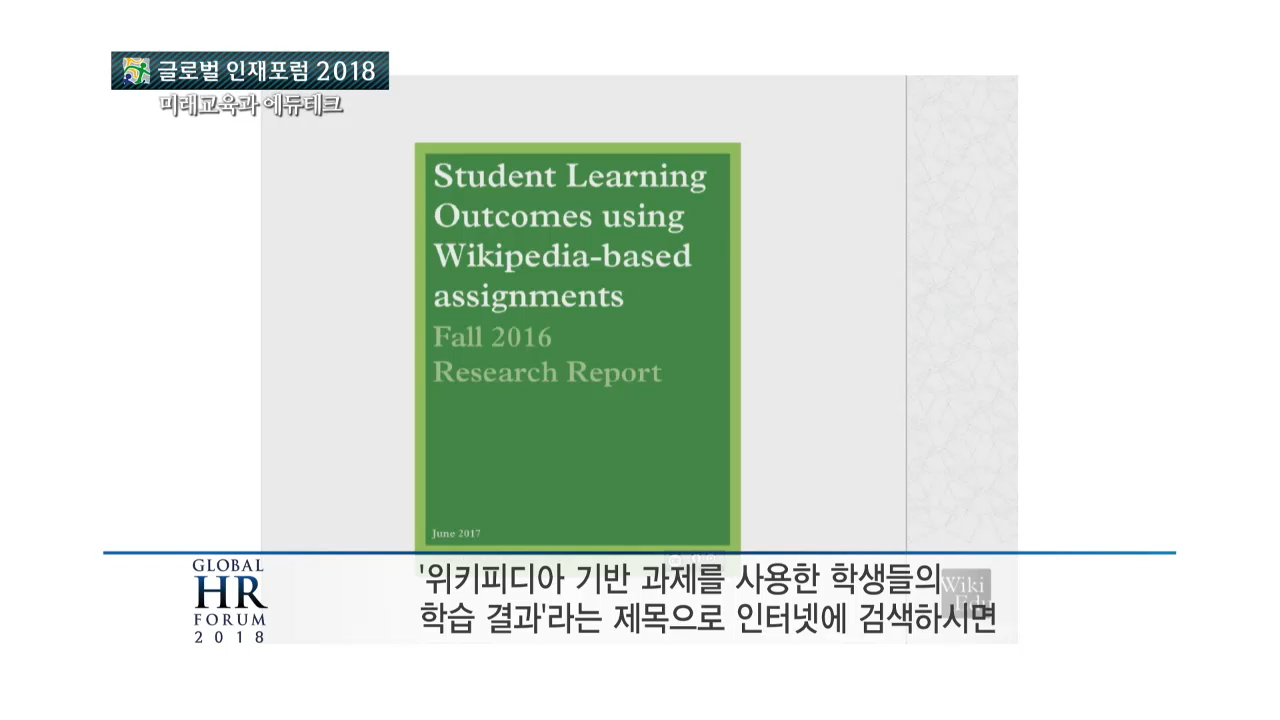 글로벌 인재포럼 2018
미래교육과 에듀테크
Student Learning
Outcomes using
Wikipedia-based
assignments
Fall 2016
Research Report
June 2017
GLOBAL
HR
FORUM
2018
'위키피디아 기반 과제를 사용한 학생들의
학습 결과'라는 제목으로 인터넷에 검색하시면
Wiki
Edu